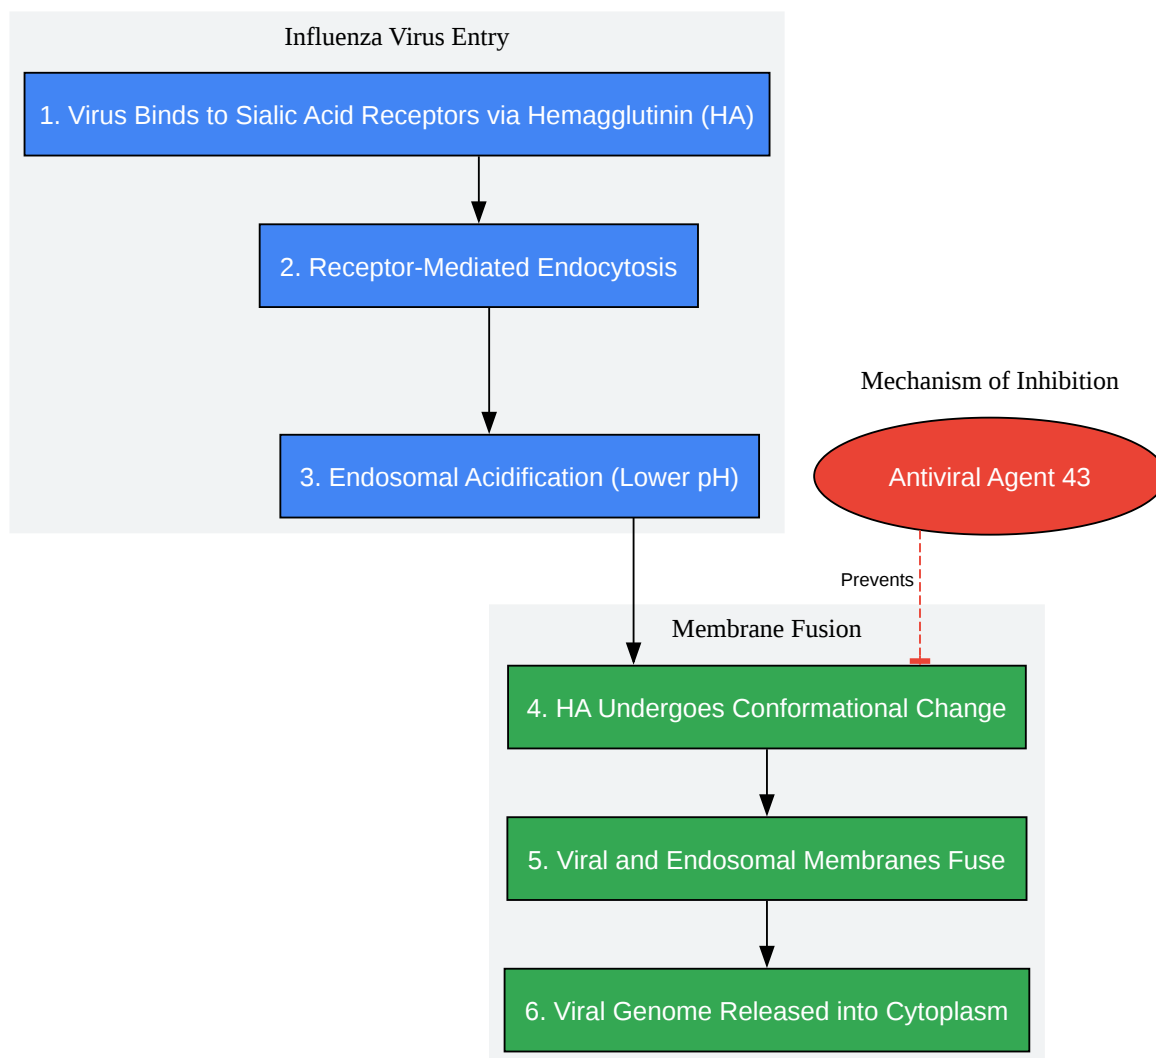 Influenza Virus Entry
1. Virus Binds to Sialic Acid Receptors via Hemagglutinin (HA)
2. Receptor-Mediated Endocytosis
3. Endosomal Acidification (Lower pH)
Mechanism of Inhibition
Antiviral Agent 43
Prevents
Membrane Fusion
4. HA Undergoes Conformational Change
5. Viral and Endosomal Membranes Fuse
6. Viral Genome Released into Cytoplasm